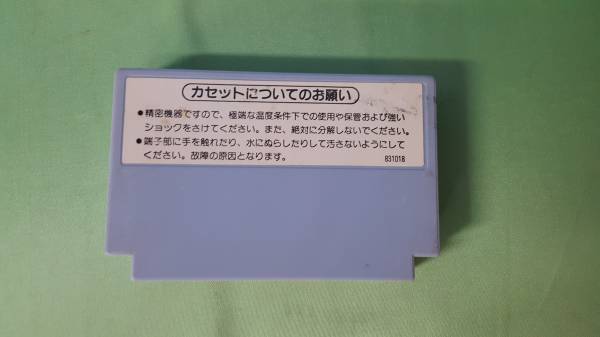 カセットについてのお願い
●精密機器ですので、極端な温度条件下での使用や保管および強い
ショックをさけてください。また、絶対に分解しないでください。
●端子部に手を触れたり、水にぬらしたりして汚さないようにして
ください。故障の原因となります。
831018